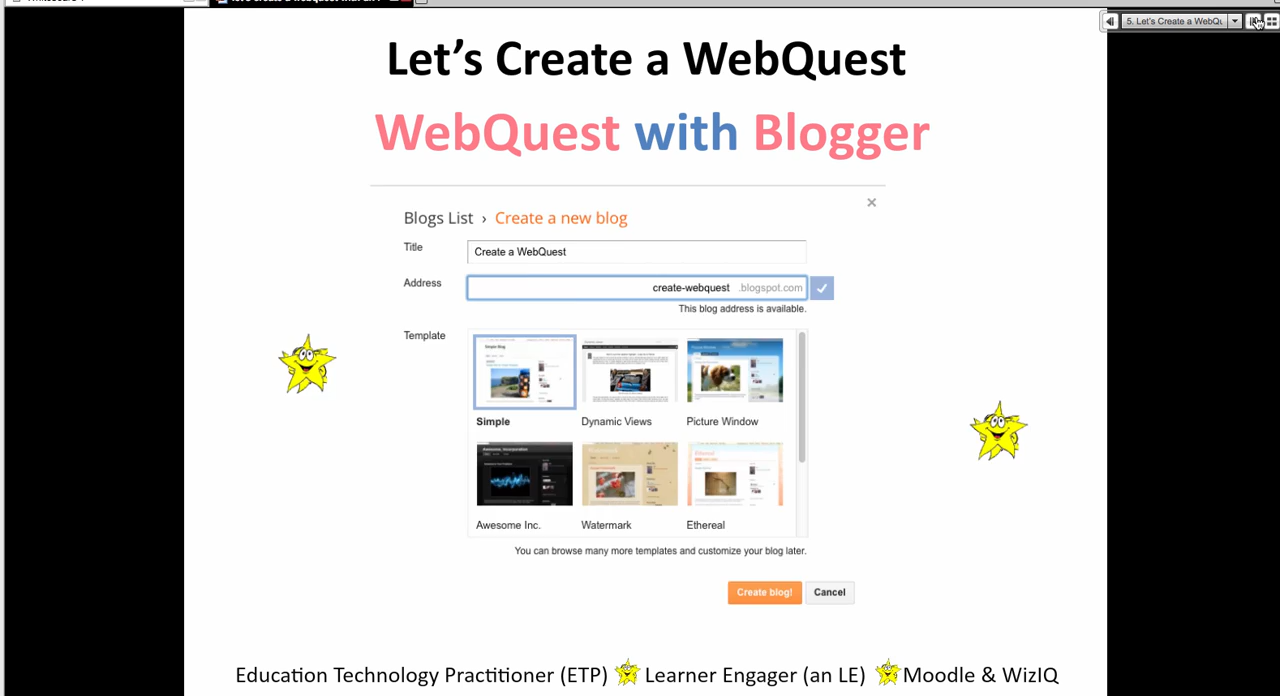 5. Let's Create a WebQu
Let's Create a WebQuest
WebQuest with Blogger
Blogs List › Create a new blog
Title
Create a WebQuest
Address
create-webquest .blogspot.com
This blog address is available.
Template
Simple
Dynamic Views
Picture Window
Awesome Inc.
Watermark
Ethereal
You can browse many more templates and customize your blog later.
Create blog!
Cancel
Education Technology Practitioner (ETP) Learner Engager (an LE) Moodle & WizIQ